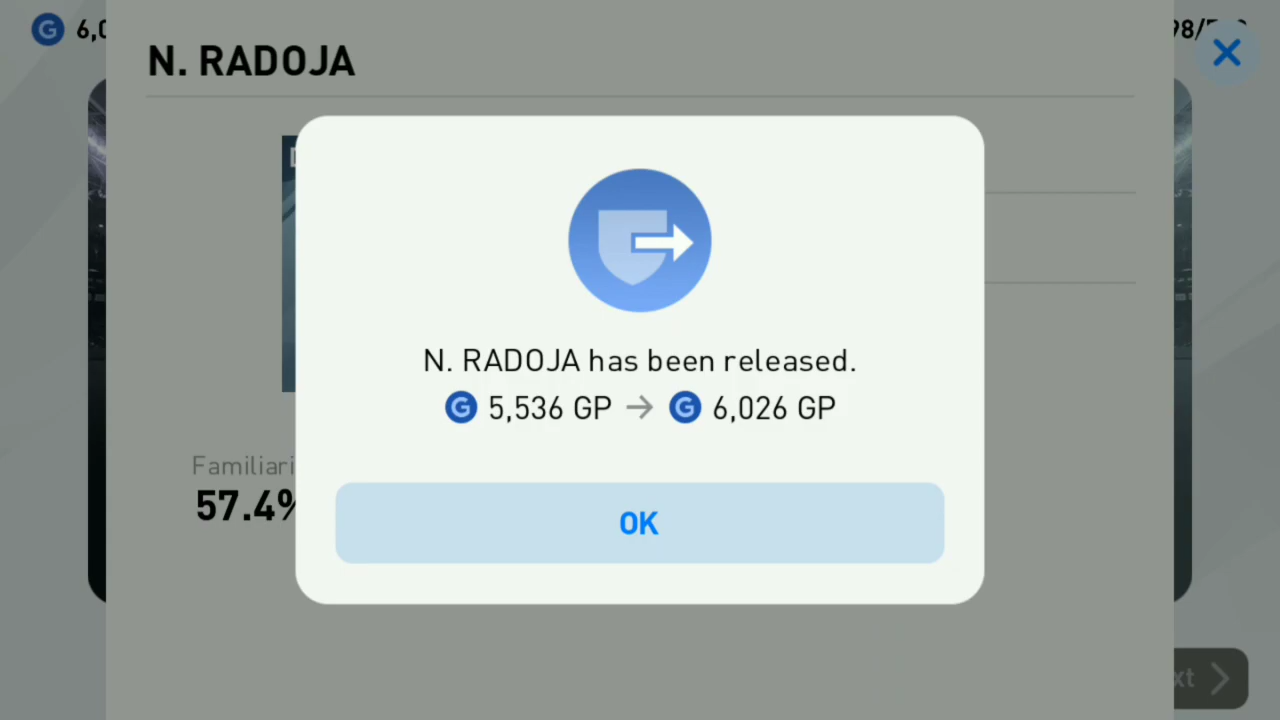 N. RADOJA
N. RADOJA has been released.
G 5,536 GP → G 6,026 GP
57.4%
OK